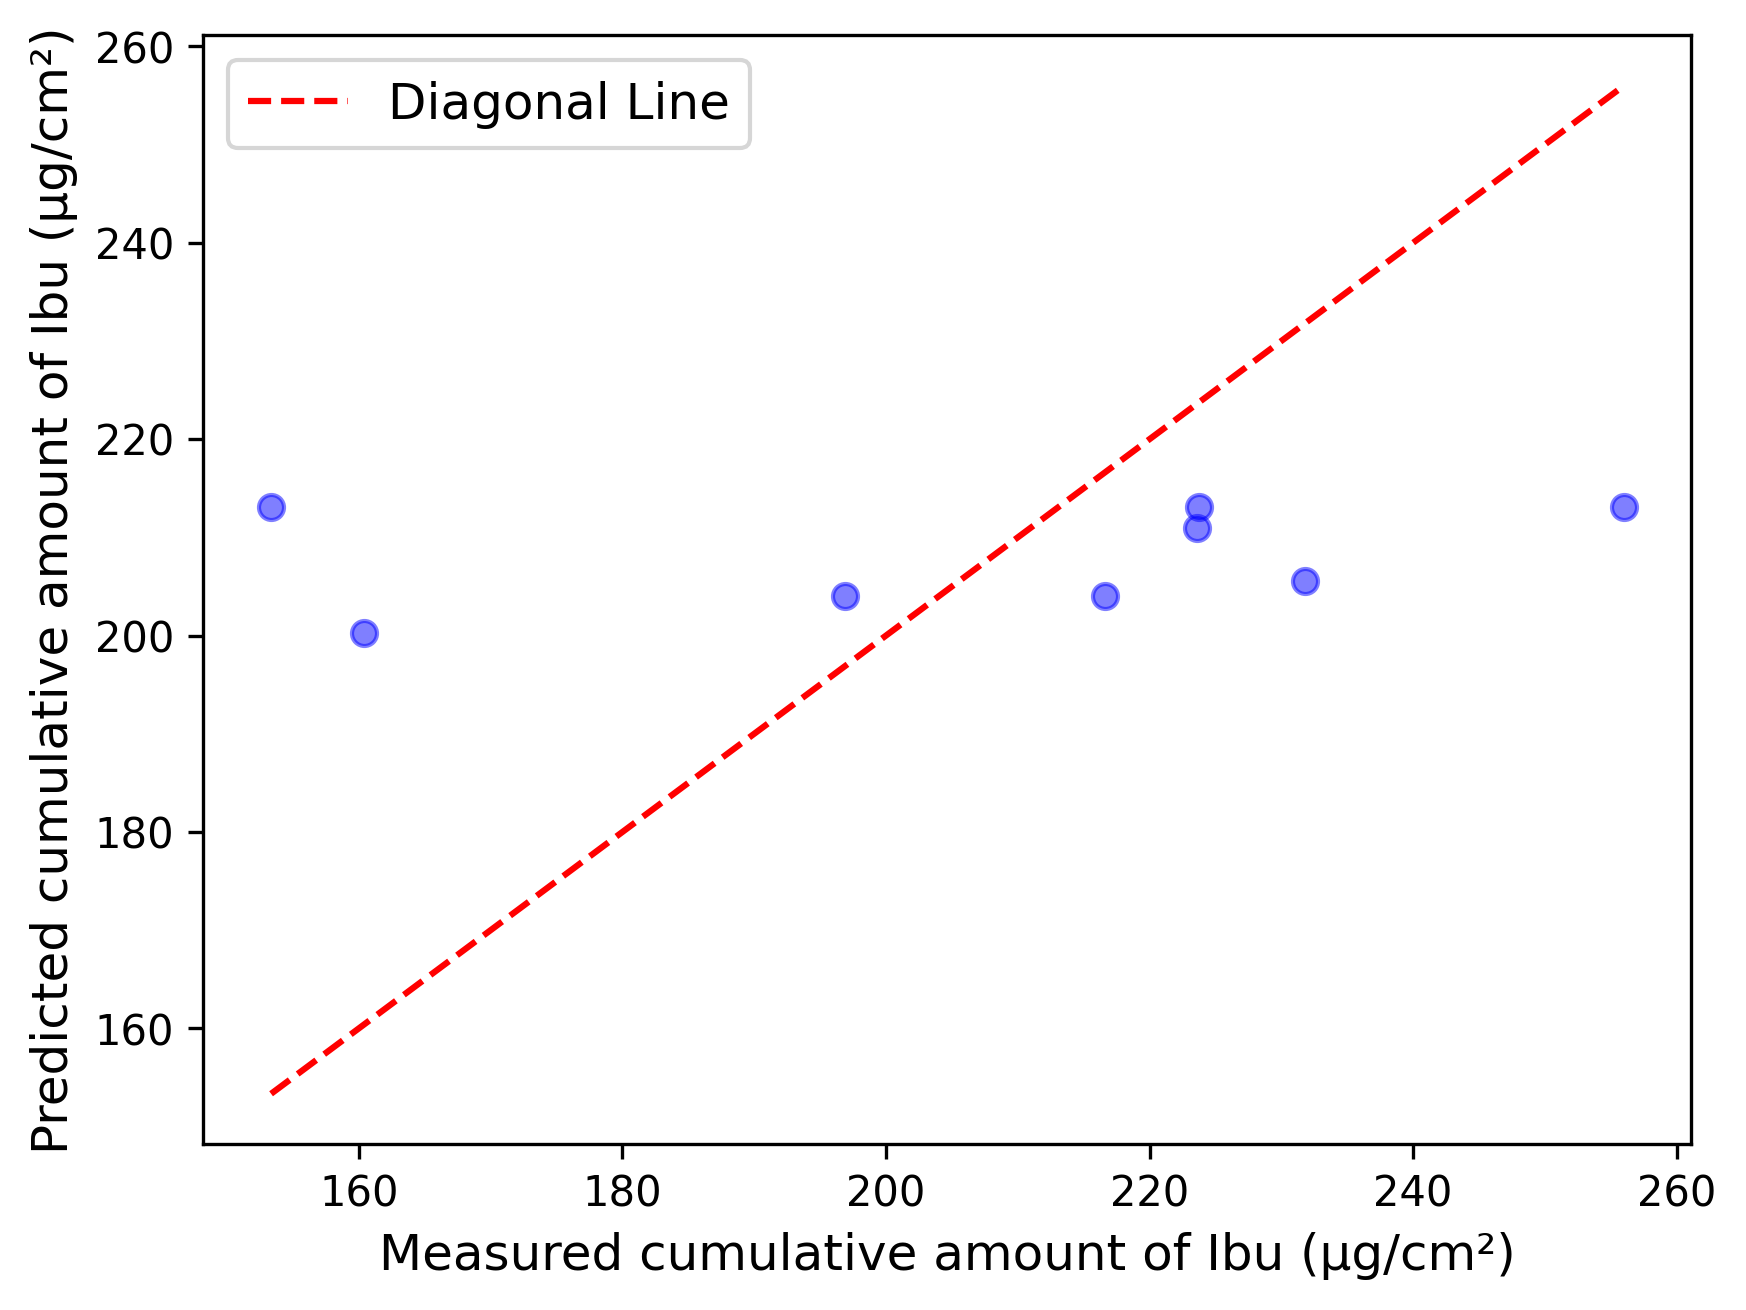 260
240
220
200
180
160
Predicted cumulative amount of Ibu (µg/cm²)
Diagonal Line
160 180 200 220 240 260
Measured cumulative amount of Ibu (µg/cm²)